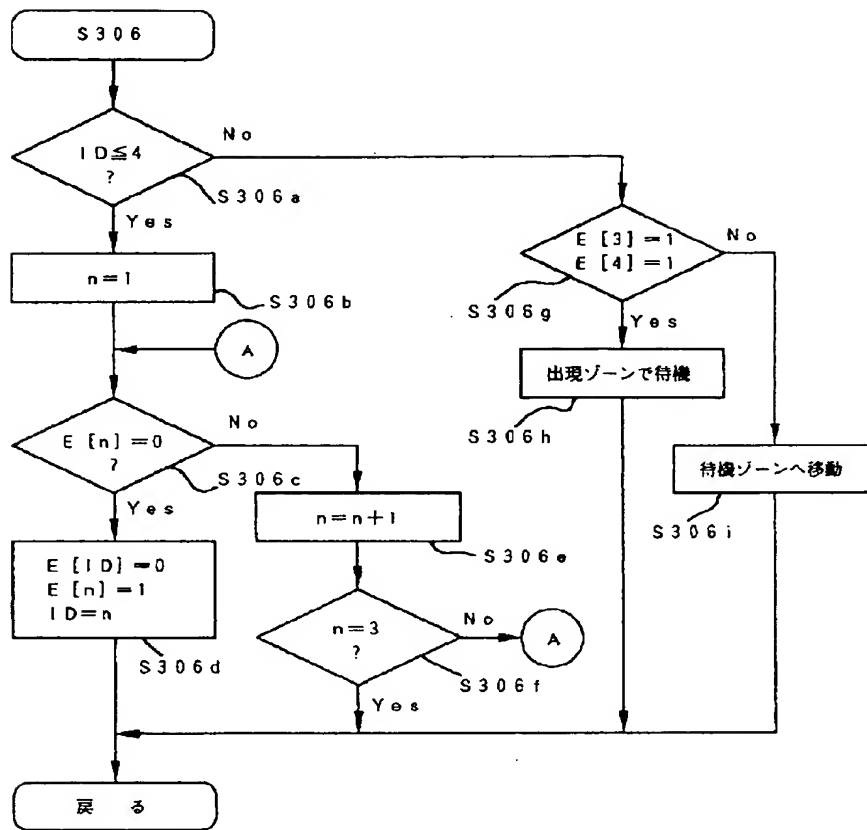 S306
ID≦4
?
No
S306a
Yes
n=1
S306b
A
E[n]=0
?
No
S306c
Yes
E[ID]=0
E[n]=1
ID=n
S306d
n=n+1
S306e
n=3
?
No
A
S306f
Yes
E[3]=1
E[4]=1
No
S306g
Yes
出現ゾーンで待機
S306h
待機ゾーンへ移動
S306i
戻る